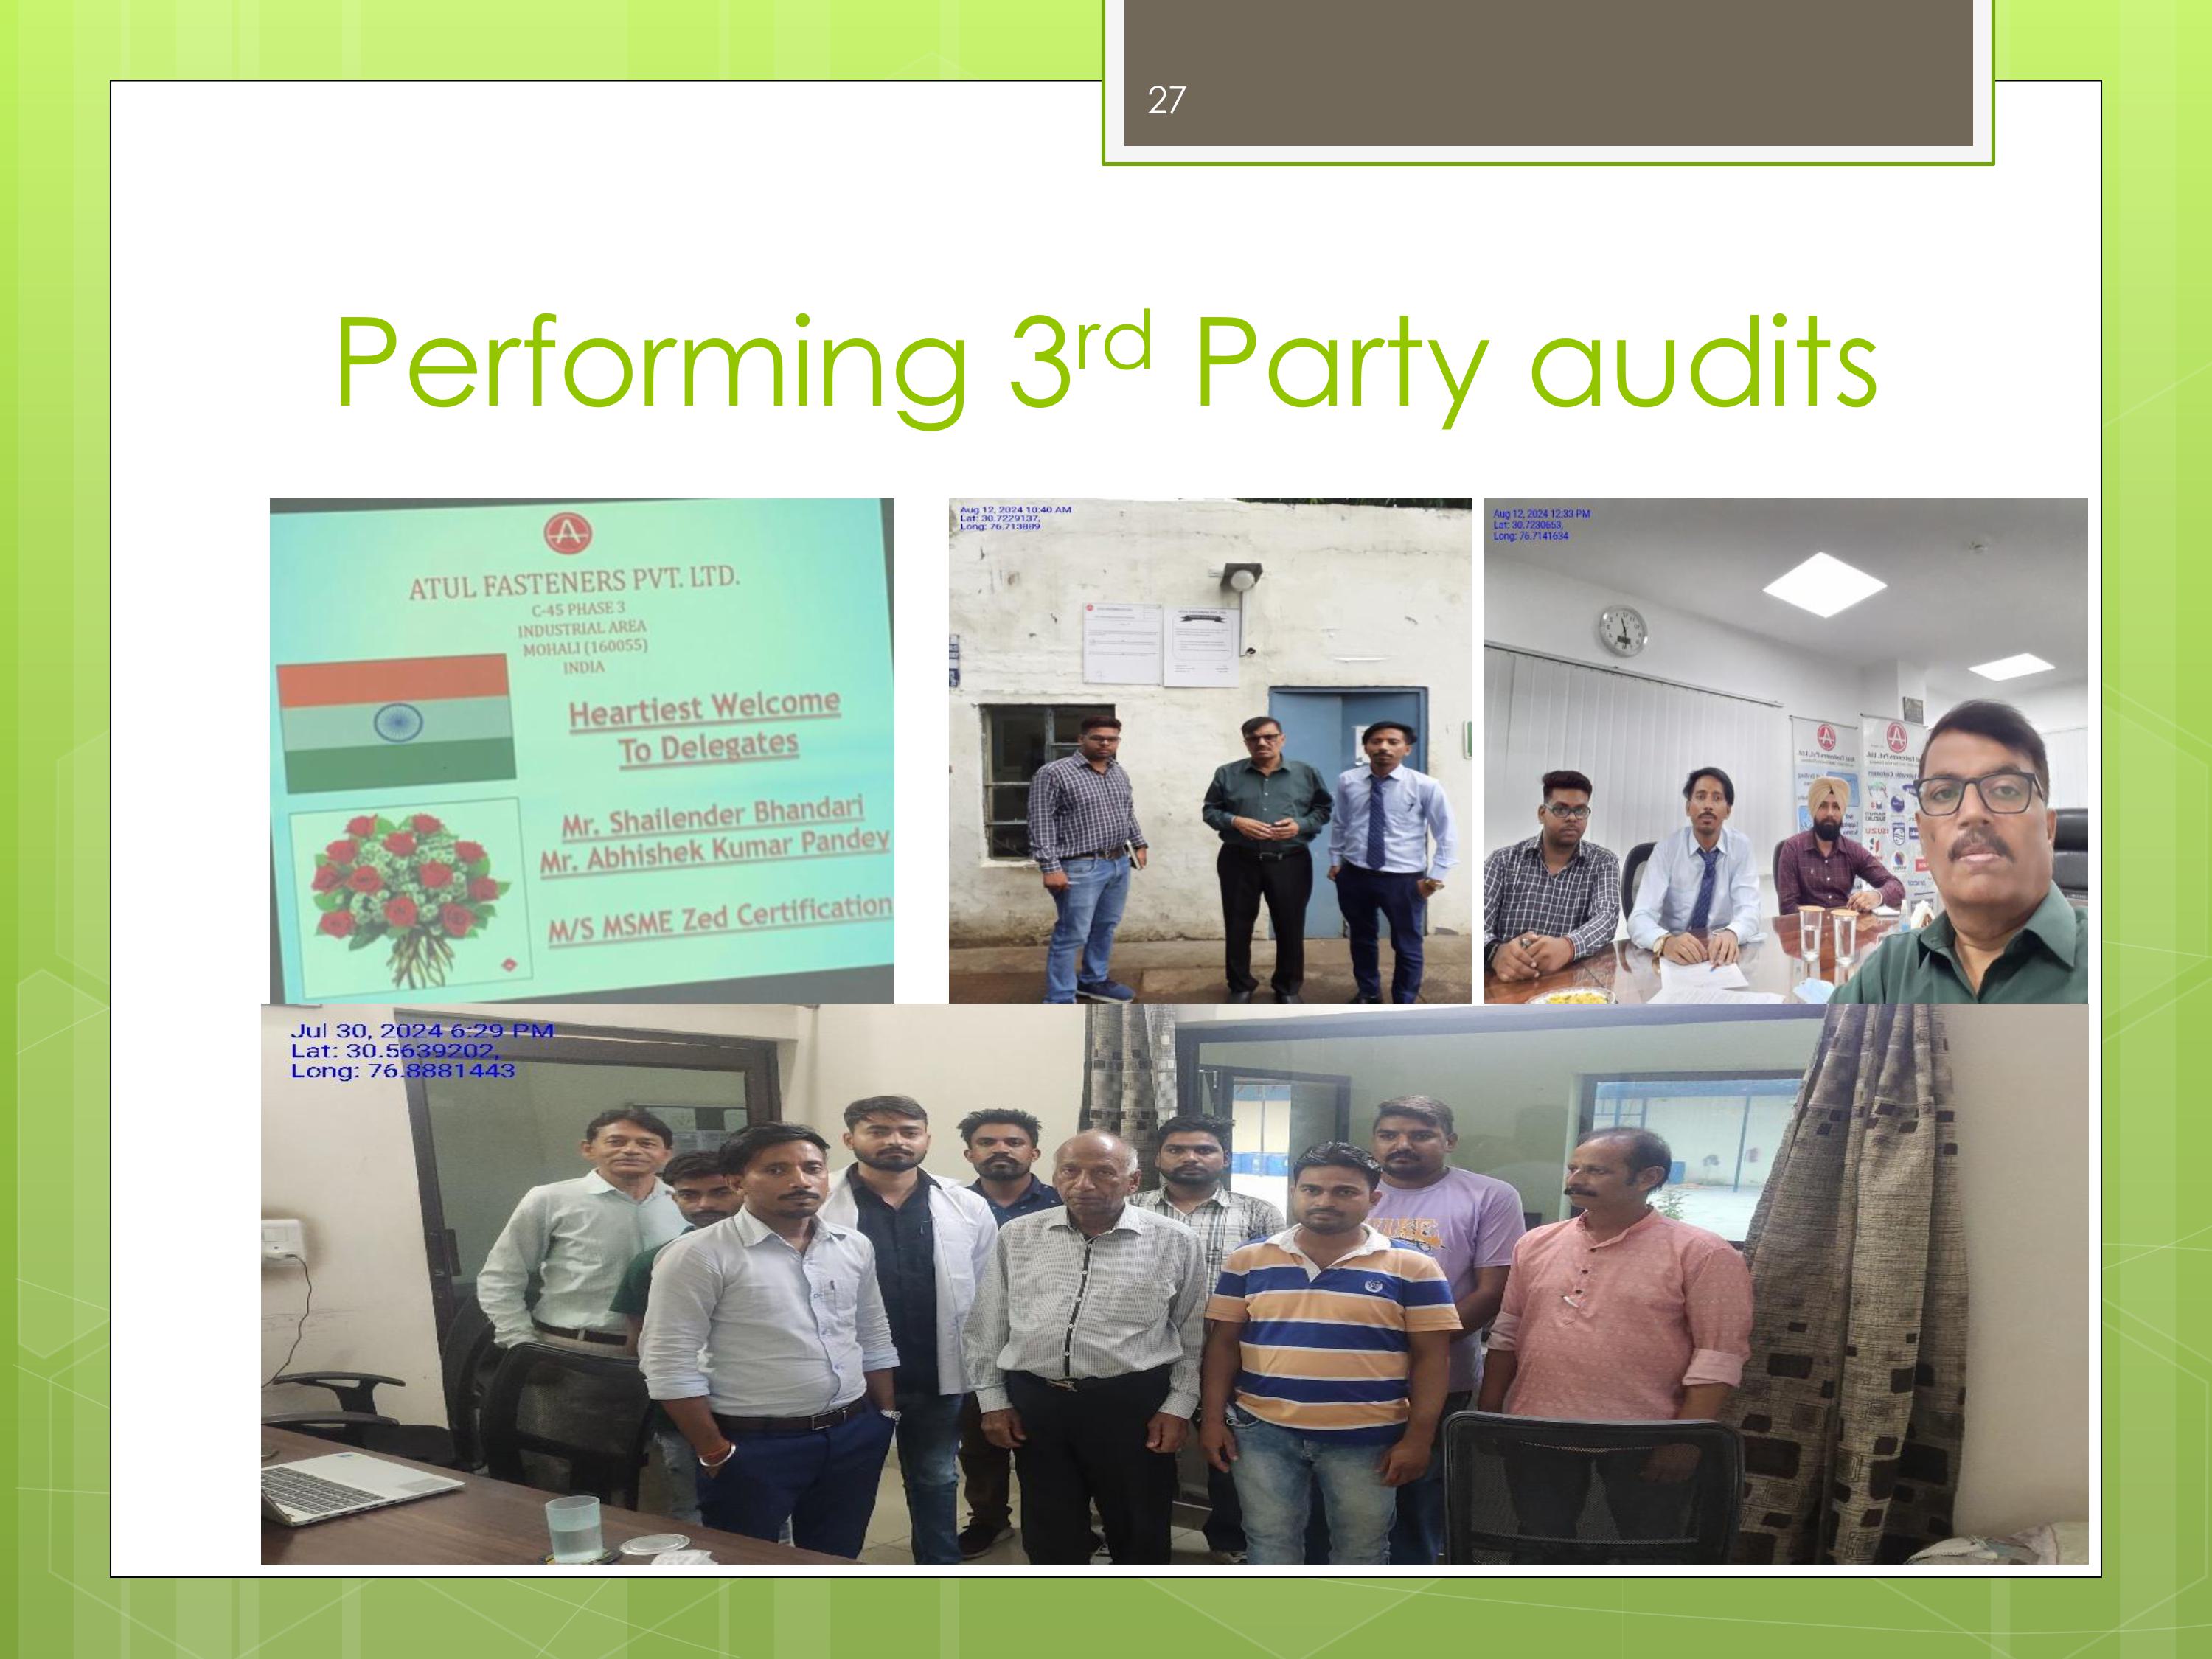 27
Performing 3rd Party audits
A
ATUL FASTENERS PVT. LTD.
C-45 PHASE 3
INDUSTRIAL AREA
MOHALI (160055)
INDIA
Heartiest Welcome
To Delegates
Mr. Shailender Bhandari
Mr. Abhishek Kumar Pandey
M/S MSME Zed Certification
Aug 12, 2024 10:40 AM
Lat: 30.7229137,
Long: 76.713889
Aug 12, 2024 12:33 PM
Lat: 30.7230653,
Long: 76.7141634
A
A
ISUZU
Jul 30, 2024 6:29 PM
Lat: 30.5639202,
Long: 76.8881443